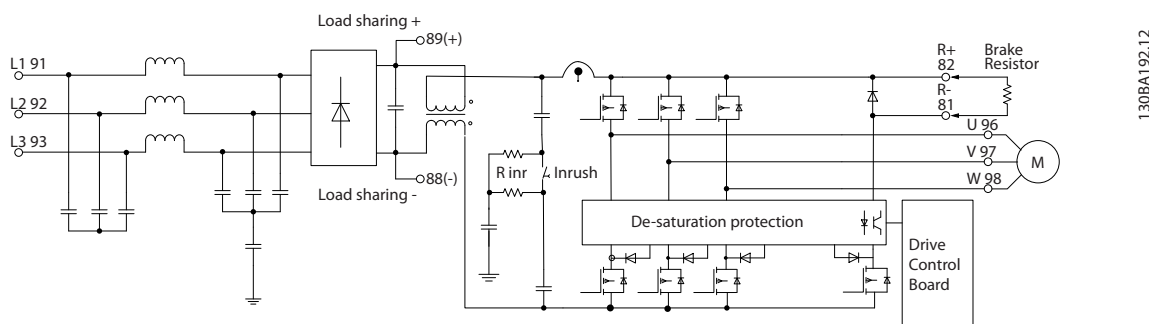 Load sharing +
89(+)
L1 91
L2 92
L3 93
R inr
Inrush
88(-)
Load sharing -
R+
82
Brake
Resistor
R-
81
U 96
V 97
W 98
M
De-saturation protection
Drive
Control
Board
130BA192.12